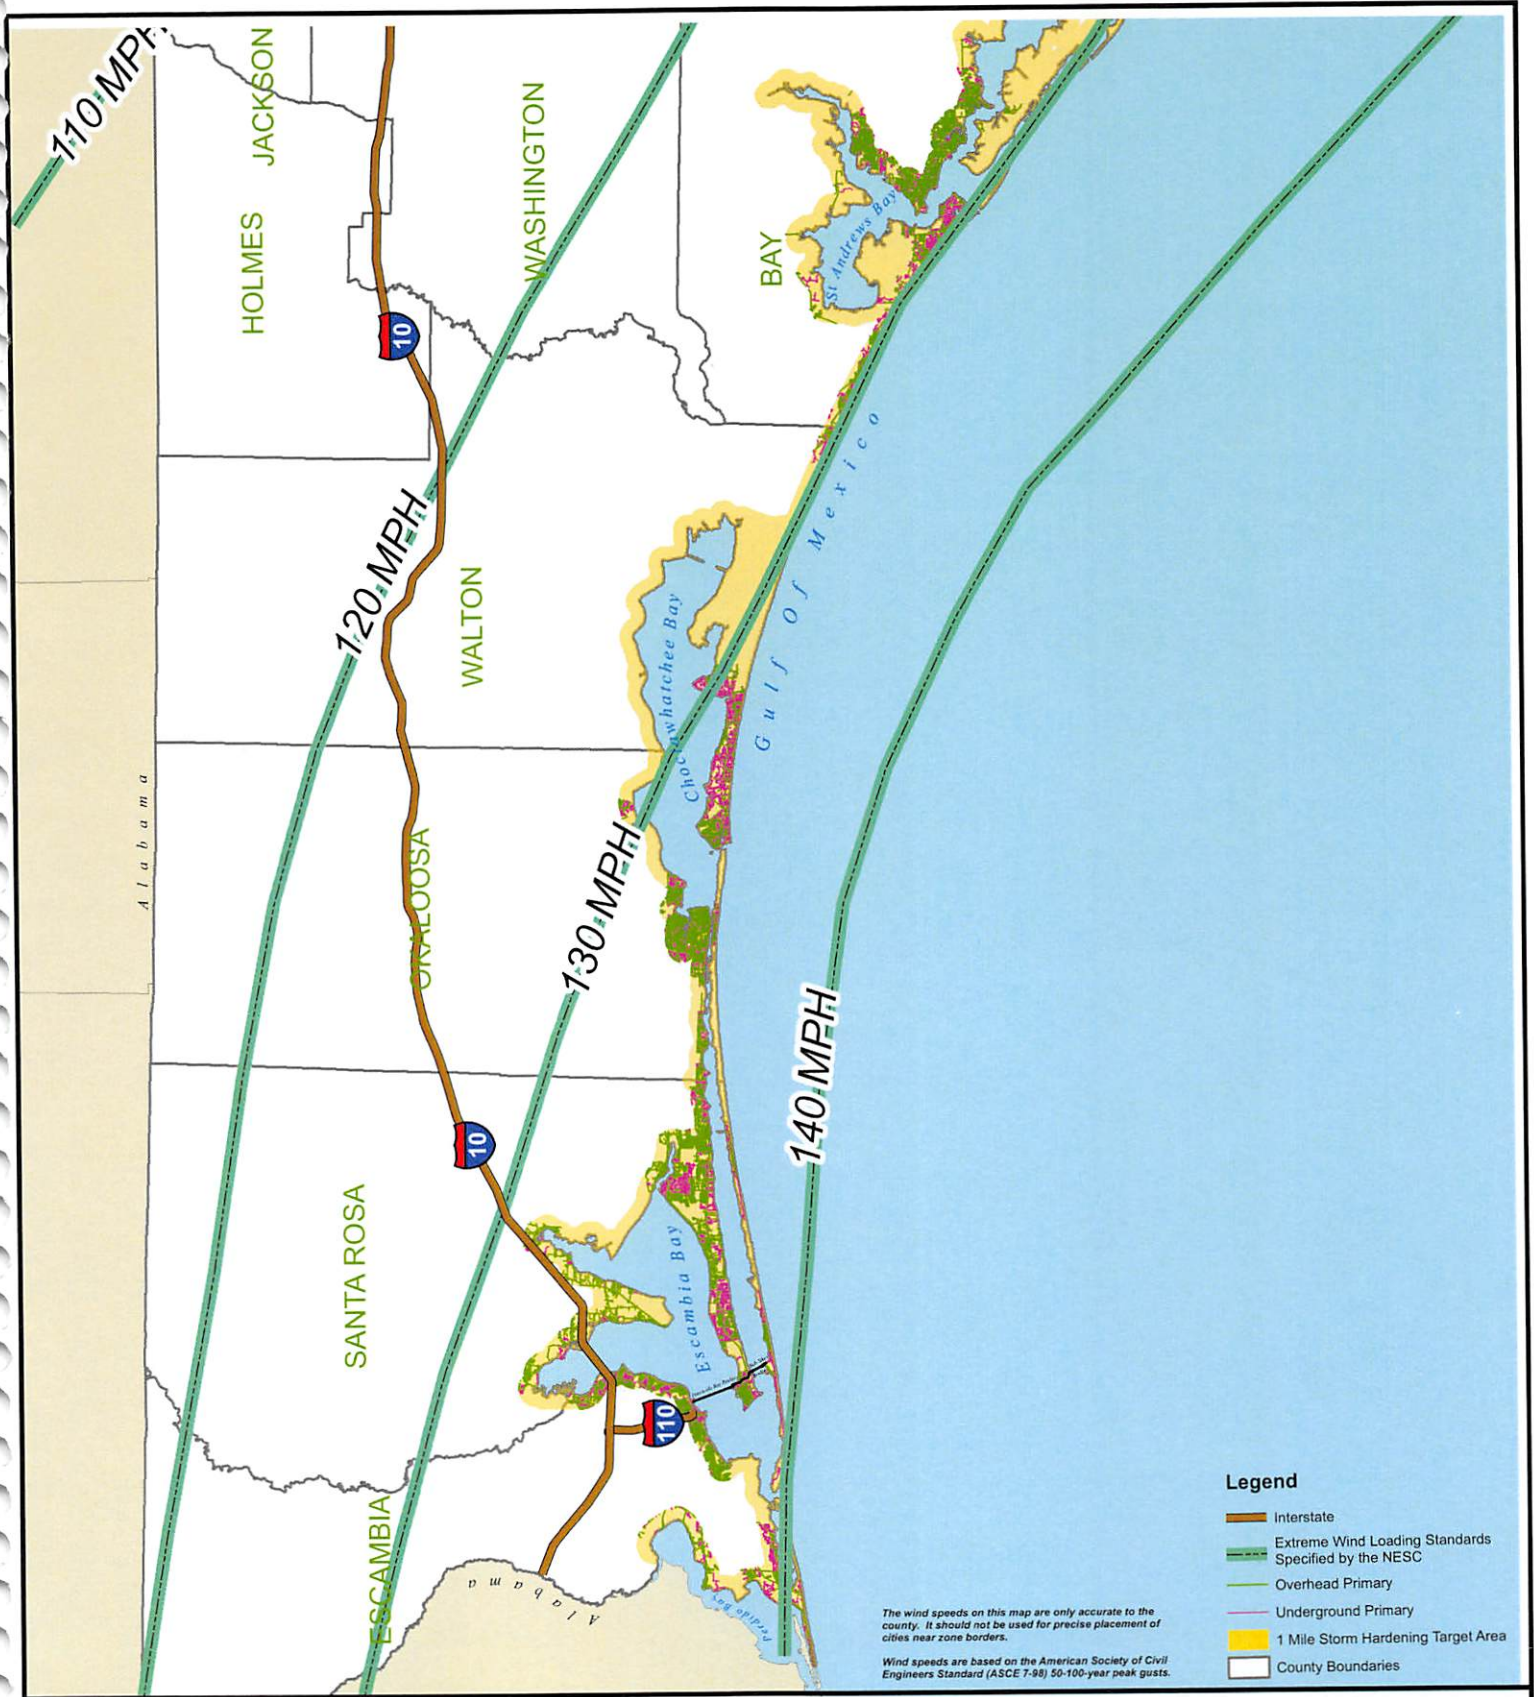 110 MPH
JACKSON
HOLMES
WASHINGTON
BAY
St Andrews Bay
10
120 MPH
WALTON
Choctawhatchee Bay
Gulf Of Mexico
Alabama
OKALOOSA
130 MPH
140 MPH
10
SANTA ROSA
Escambia Bay
110
ESCAMBIA
Alabama
Perdido Bay
Legend
Interstate
Extreme Wind Loading Standards
Specified by the NESC
Overhead Primary
Underground Primary
1 Mile Storm Hardening Target Area
County Boundaries
The wind speeds on this map are only accurate to the
county. It should not be used for precise placement of
cities near zone borders.
Wind speeds are based on the American Society of Civil
Engineers Standard (ASCE 7-98) 50-100-year peak gusts.